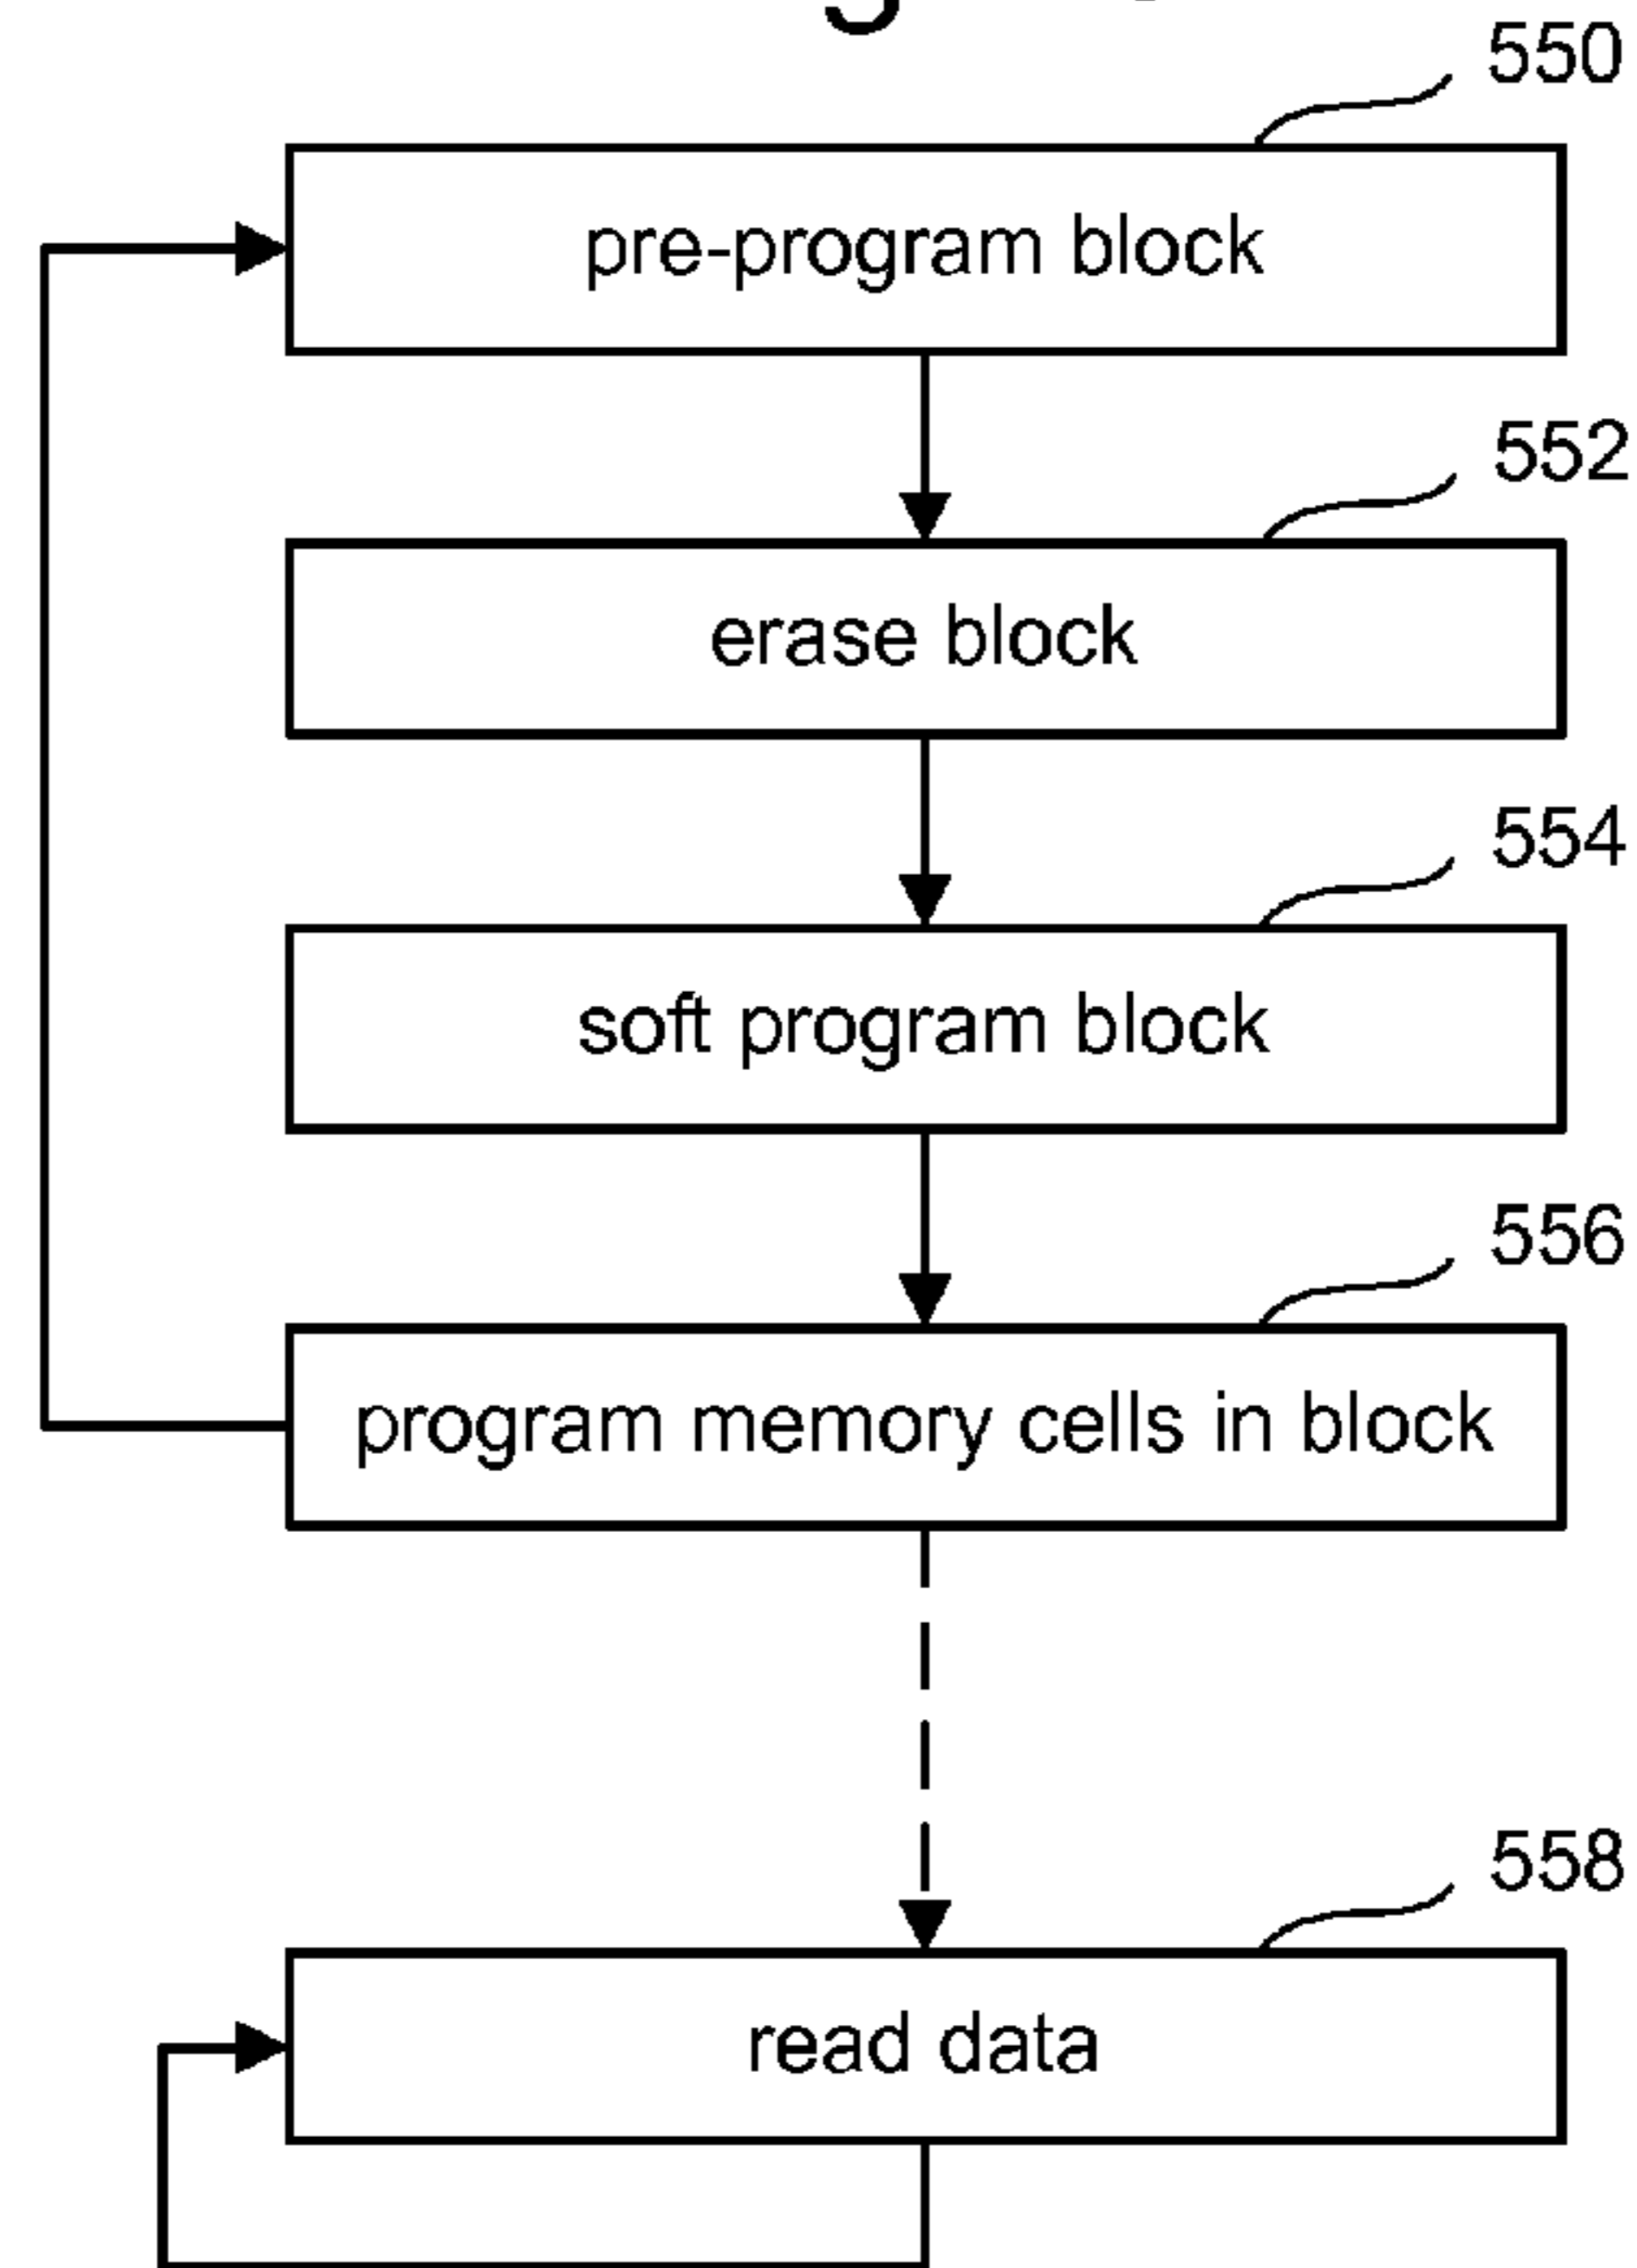 550
pre-program block
552
erase block
554
soft program block
556
program memory cells in block
558
read data